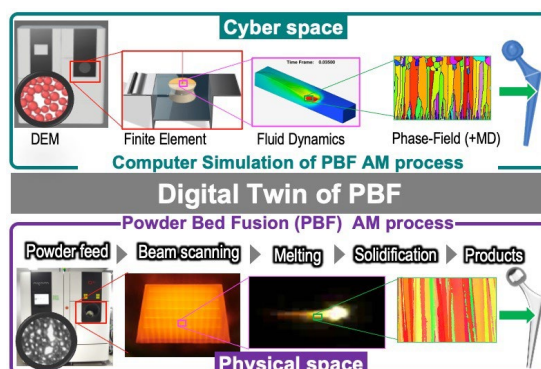 Cyber space
Time Frame: 0.03500
DEM
Finite Element
Fluid Dynamics
Phase-Field (+MD)
Computer Simulation of PBF AM process
Digital Twin of PBF
Powder Bed Fusion (PBF) AM process
Powder feed
Beam scanning
Melting
Solidification
Products
Physical space